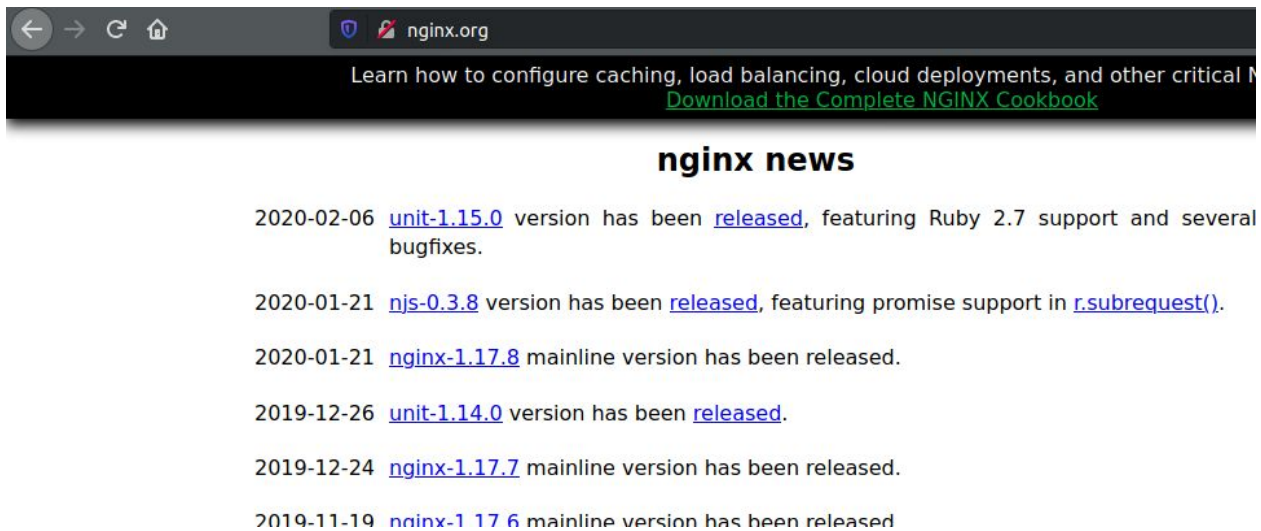 nginx.org
Learn how to configure caching, load balancing, cloud deployments, and other critical
Download the Complete NGINX Cookbook
nginx news
2020-02-06 unit-1.15.0 version has been released, featuring Ruby 2.7 support and several
bugfixes.
2020-01-21 njs-0.3.8 version has been released, featuring promise support in r.subrequest().
2020-01-21 nginx-1.17.8 mainline version has been released.
2019-12-26 unit-1.14.0 version has been released.
2019-12-24 nginx-1.17.7 mainline version has been released.
2019-11-19 nginx-1.17.6 mainline version has been released